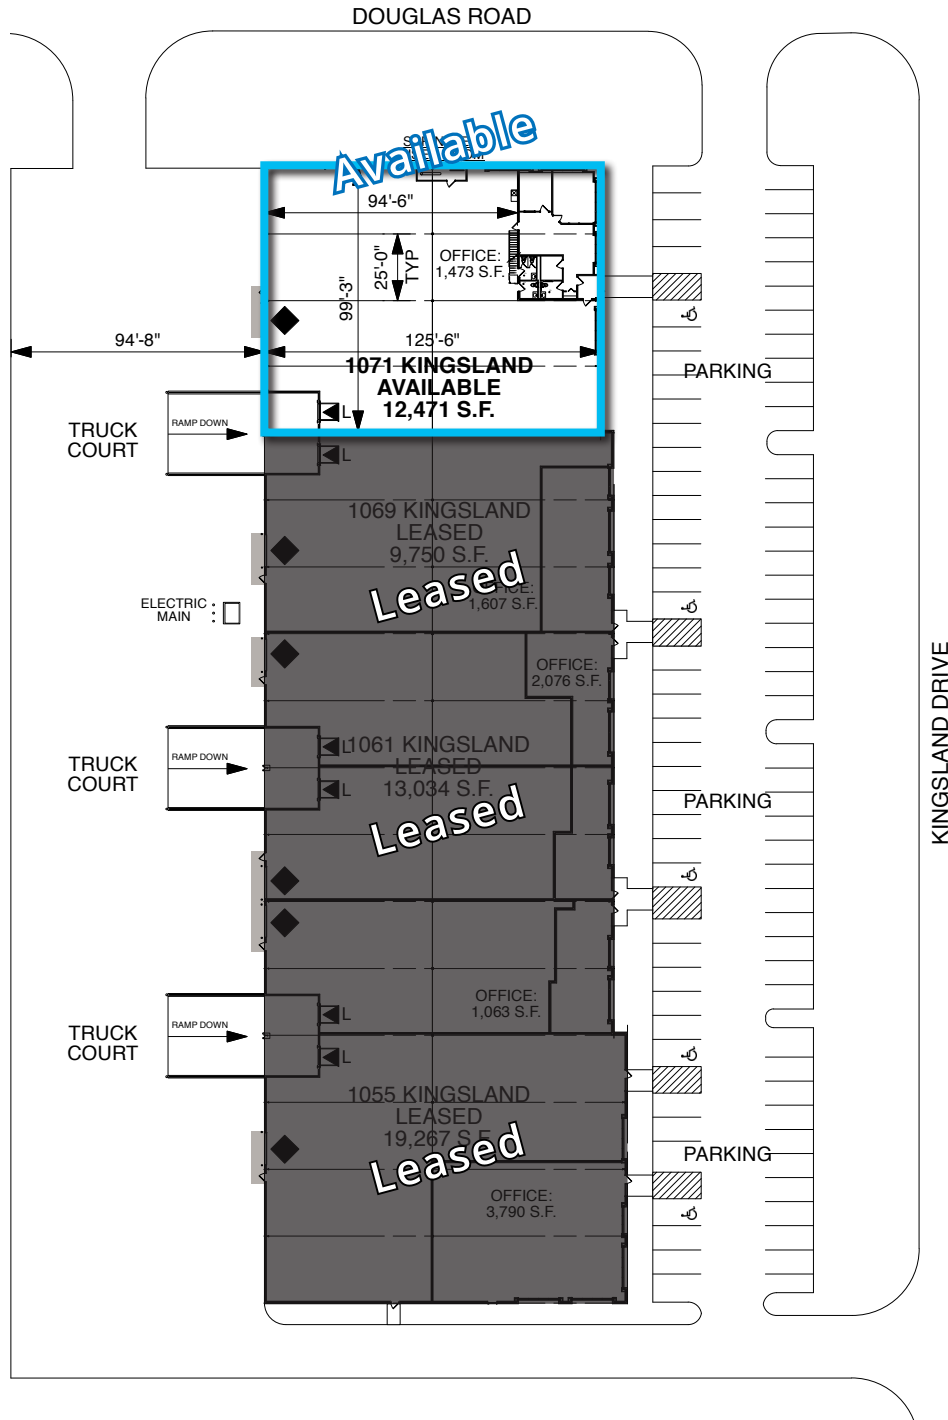 DOUGLAS ROAD
Available
94'-6"
25'-0"
TYP
99'-3"
OFFICE:
1,473 S.F.
94'-8"
125'-6"
1071 KINGSLAND
AVAILABLE
12,471 S.F.
PARKING
TRUCK
COURT
RAMP DOWN
L
L
1069 KINGSLAND
LEASED
9,750 S.F.
Leased
1,607 S.F.
ELECTRIC
MAIN
OFFICE:
2,076 S.F.
KINGSLAND DRIVE
TRUCK
COURT
RAMP DOWN
L
L
1061 KINGSLAND
LEASED
13,034 S.F.
Leased
PARKING
OFFICE:
1,063 S.F.
TRUCK
COURT
RAMP DOWN
L
L
1055 KINGSLAND
LEASED
19,267 S.F.
Leased
PARKING
OFFICE:
3,790 S.F.